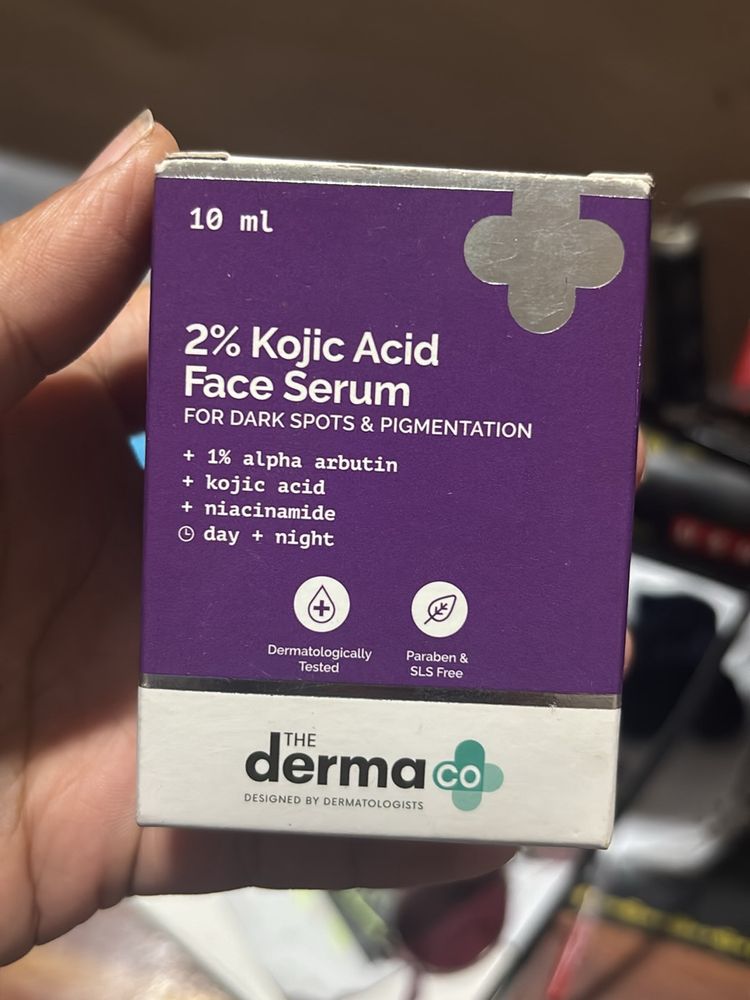 10 ml
2% Kojic Acid
Face Serum
FOR DARK SPOTS & PIGMENTATION
+ 1% alpha arbutin
+ kojic acid
+ niacinamide
day + night
Dermatologically
Tested
Paraben &
SLS Free
THE
derma co
DESIGNED BY DERMATOLOGISTS